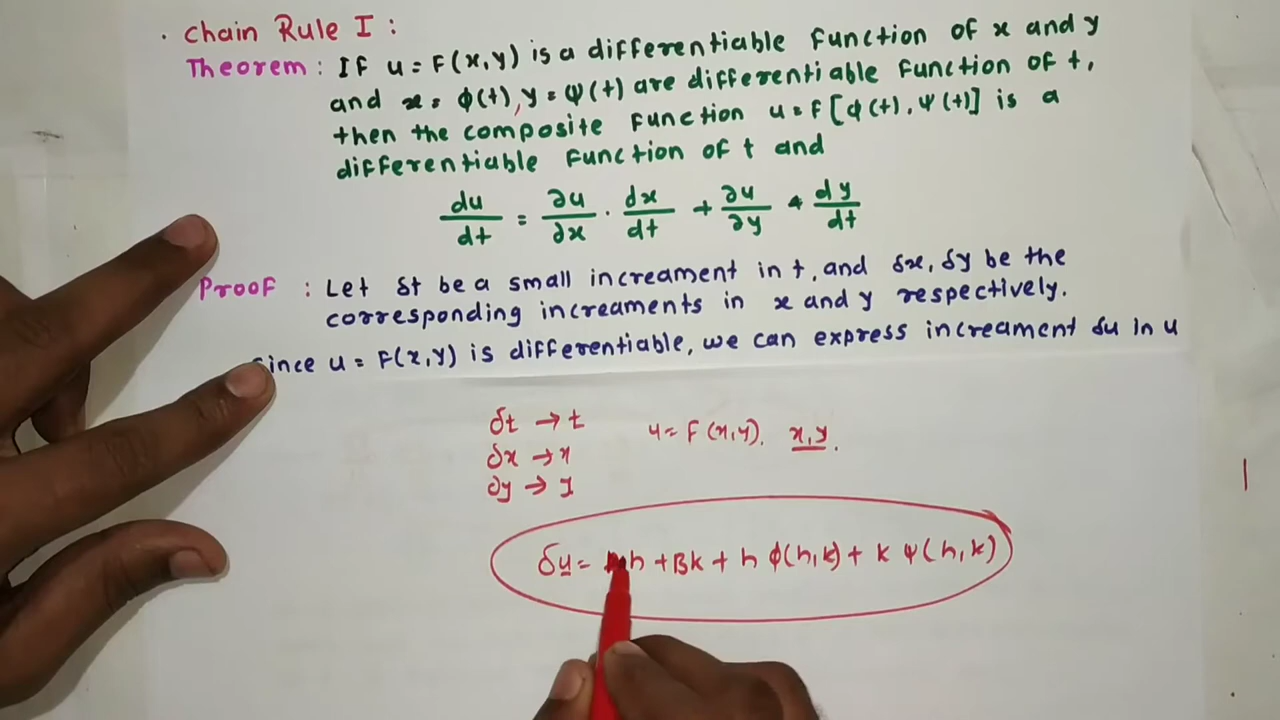 . Chain Rule I :
Theorem : If u = F(x,y) is a differentiable function of x and y
and x = ϕ(t), y = ψ(t) are differentiable function of t,
then the composite function u = F[ϕ(t), ψ(t)] is a
differentiable function of t and
du/dt = ∂u/∂x . dx/dt + ∂u/∂y * dy/dt
Proof : Let δt be a small increament in t, and δx, δy be the
corresponding increaments in x and y respectively.
since u = F(x,y) is differentiable, we can express increament δu in u
δt → t
u = F(x,y). x,y.
δx → x
δy → y
δu = h + Bk + h ϕ(h,k) + k ψ(h,k)